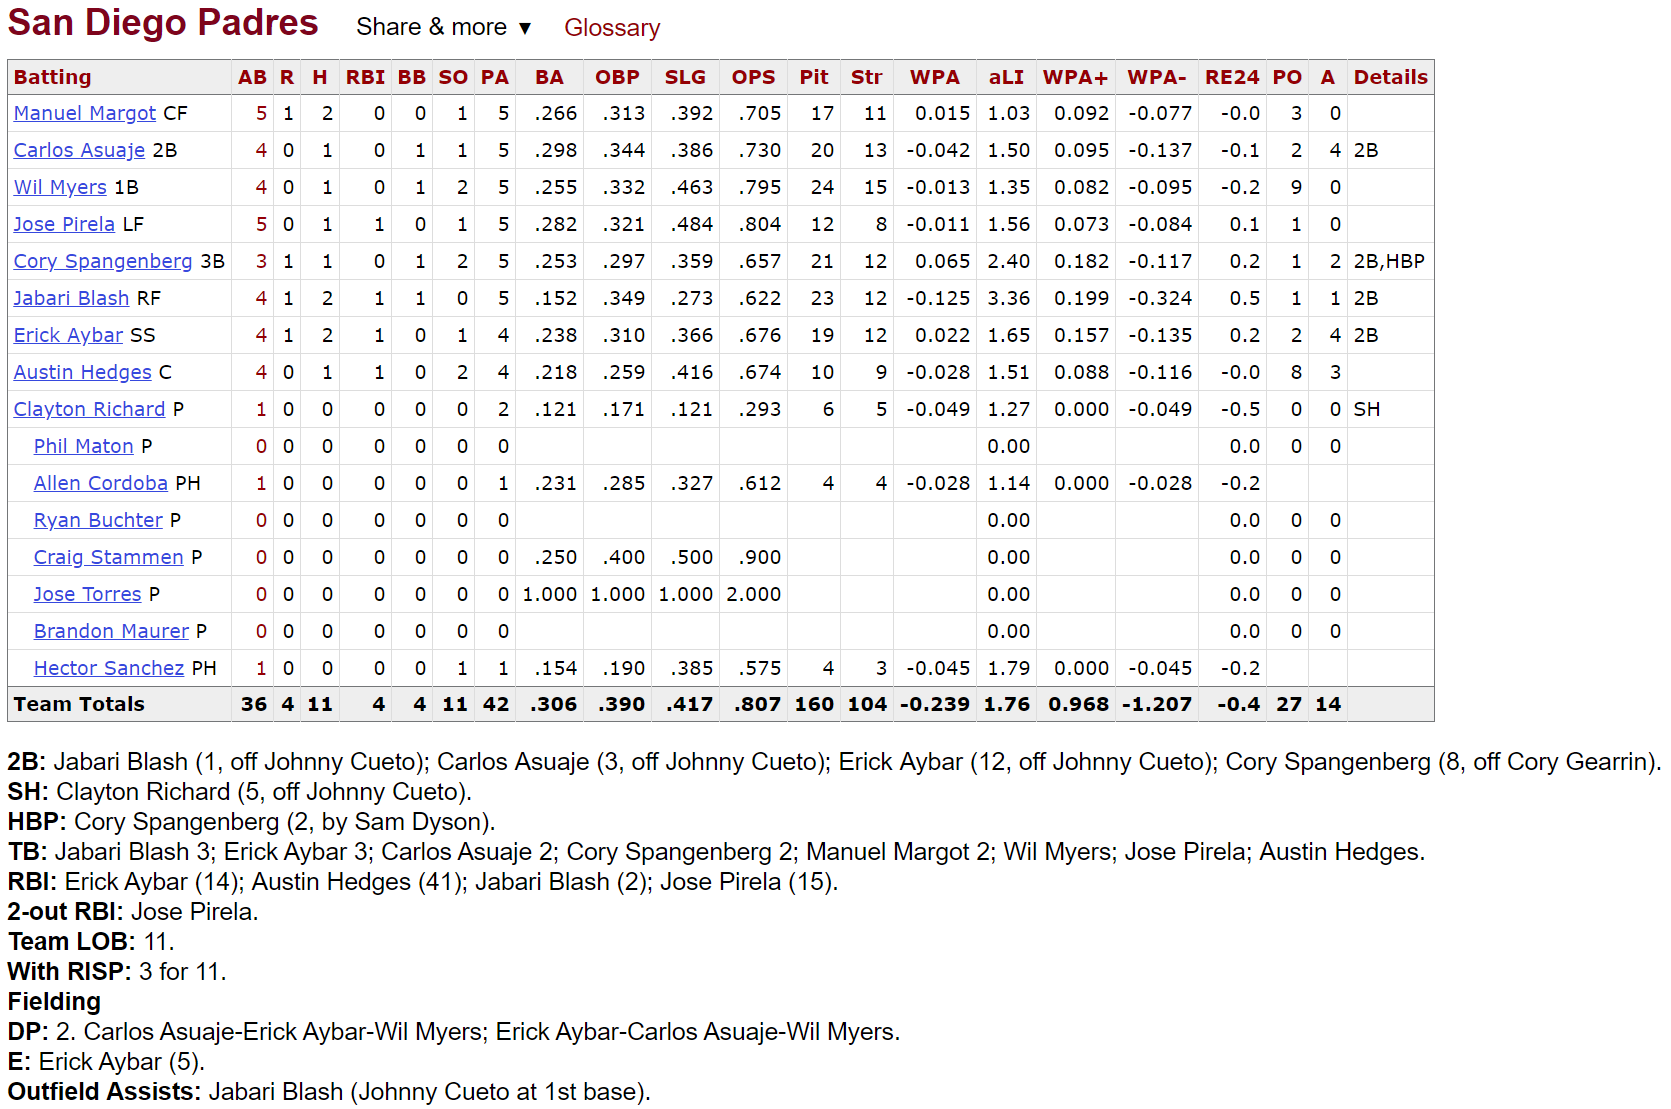 San Diego Padres Share & more ▼ Glossary
Batting AB R H RBI BB SO PA BA OBP SLG OPS Pit Str WPA aLI WPA+ WPA- RE24 PO A Details
Manuel Margot CF 5 1 2 0 0 1 5 .266 .313 .392 .705 17 11 0.015 1.03 0.092 -0.077 -0.0 3 0
Carlos Asuaje 2B 4 0 1 0 1 1 5 .298 .344 .386 .730 20 13 -0.042 1.50 0.095 -0.137 -0.1 2 4 2B
Wil Myers 1B 4 0 1 0 1 2 5 .255 .332 .463 .795 24 15 -0.013 1.35 0.082 -0.095 -0.2 9 0
Jose Pirela LF 5 0 1 1 0 1 5 .282 .321 .484 .804 12 8 -0.011 1.56 0.073 -0.084 0.1 1 0
Cory Spangenberg 3B 3 1 1 0 1 2 5 .253 .297 .359 .657 21 12 0.065 2.40 0.182 -0.117 0.2 1 2 2B,HBP
Jabari Blash RF 4 1 2 1 1 0 5 .152 .349 .273 .622 23 12 -0.125 3.36 0.199 -0.324 0.5 1 1 2B
Erick Aybar SS 4 1 2 1 0 1 4 .238 .310 .366 .676 19 12 0.022 1.65 0.157 -0.135 0.2 2 4 2B
Austin Hedges C 4 0 1 1 0 2 4 .218 .259 .416 .674 10 9 -0.028 1.51 0.088 -0.116 -0.0 8 3
Clayton Richard P 1 0 0 0 0 0 2 .121 .171 .121 .293 6 5 -0.049 1.27 0.000 -0.049 -0.5 0 0 SH
Phil Maton P 0 0 0 0 0 0 0 0.00 0.0 0 0
Allen Cordoba PH 1 0 0 0 0 0 1 .231 .285 .327 .612 4 4 -0.028 1.14 0.000 -0.028 -0.2
Ryan Buchter P 0 0 0 0 0 0 0 0.00 0.0 0 0
Craig Stammen P 0 0 0 0 0 0 0 .250 .400 .500 .900 0.00 0.0 0 0
Jose Torres P 0 0 0 0 0 0 0 1.000 1.000 1.000 2.000 0.00 0.0 0 0
Brandon Maurer P 0 0 0 0 0 0 0 0.00 0.0 0 0
Hector Sanchez PH 1 0 0 0 0 1 1 .154 .190 .385 .575 4 3 -0.045 1.79 0.000 -0.045 -0.2
Team Totals 36 4 11 4 4 11 42 .306 .390 .417 .807 160 104 -0.239 1.76 0.968 -1.207 -0.4 27 14
2B: Jabari Blash (1, off Johnny Cueto); Carlos Asuaje (3, off Johnny Cueto); Erick Aybar (12, off Johnny Cueto); Cory Spangenberg (8, off Cory Gearrin).
SH: Clayton Richard (5, off Johnny Cueto).
HBP: Cory Spangenberg (2, by Sam Dyson).
TB: Jabari Blash 3; Erick Aybar 3; Carlos Asuaje 2; Cory Spangenberg 2; Manuel Margot 2; Wil Myers; Jose Pirela; Austin Hedges.
RBI: Erick Aybar (14); Austin Hedges (41); Jabari Blash (2); Jose Pirela (15).
2-out RBI: Jose Pirela.
Team LOB: 11.
With RISP: 3 for 11.
Fielding
DP: 2. Carlos Asuaje-Erick Aybar-Wil Myers; Erick Aybar-Carlos Asuaje-Wil Myers.
E: Erick Aybar (5).
Outfield Assists: Jabari Blash (Johnny Cueto at 1st base).